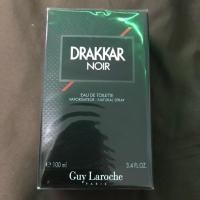 DRAKKAR
NOIR
EAU DE TOILETTE
VAPORISATEUR - NATURAL SPRAY
e 100 ml 3.4 FL.OZ.
Guy Laroche
PARIS